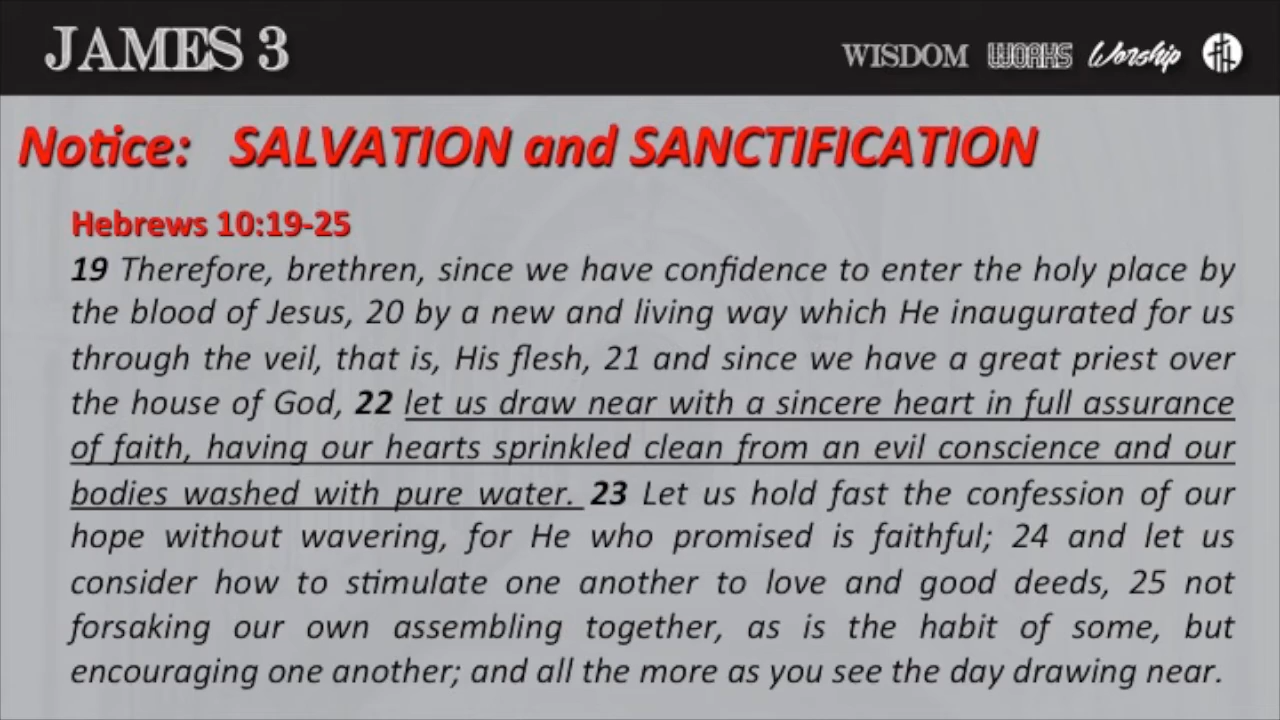 JAMES 3
WISDOM WORKS Worship
Notice: SALVATION and SANCTIFICATION
Hebrews 10:19-25
19 Therefore, brethren, since we have confidence to enter the holy place by
the blood of Jesus, 20 by a new and living way which He inaugurated for us
through the veil, that is, His flesh, 21 and since we have a great priest over
the house of God, 22 let us draw near with a sincere heart in full assurance
of faith, having our hearts sprinkled clean from an evil conscience and our
bodies washed with pure water. 23 Let us hold fast the confession of our
hope without wavering, for He who promised is faithful; 24 and let us
consider how to stimulate one another to love and good deeds, 25 not
forsaking our own assembling together, as is the habit of some, but
encouraging one another; and all the more as you see the day drawing near.